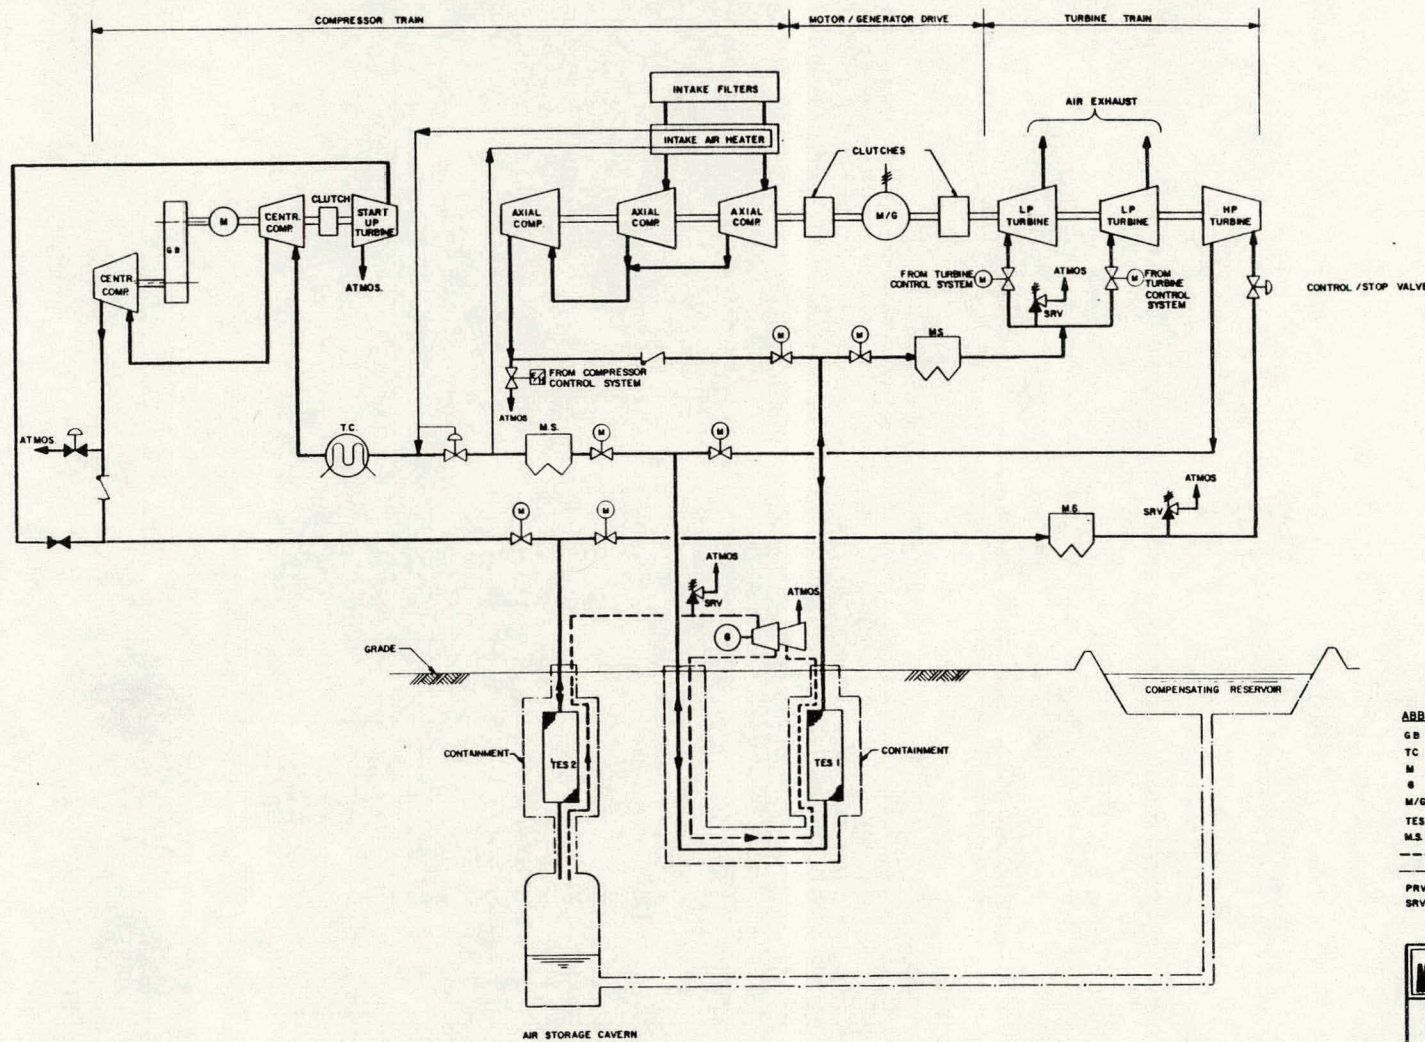 COMPRESSOR TRAIN
MOTOR / GENERATOR DRIVE
TURBINE TRAIN
INTAKE FILTERS
INTAKE AIR HEATER
AIR EXHAUST
CLUTCHES
CLUTCH
START
UP
TURBINE
CENTR.
COMP.
M
GB
CENTR.
COMP.
ATMOS.
AXIAL
COMP.
AXIAL
COMP.
AXIAL
COMP.
M/G
LP
TURBINE
LP
TURBINE
HP
TURBINE
FROM TURBINE
CONTROL SYSTEM
M
ATMOS
SRV
M
FROM
TURBINE
CONTROL
SYSTEM
CONTROL/STOP VALVE
M
M
M.S.
FROM COMPRESSOR
CONTROL SYSTEM
ATMOS
ATMOS.
T.C.
M.S.
M
M
M
M
M.S.
SRV
ATMOS
ATMOS
SRV
ATMOS.
G
GRADE
COMPENSATING RESERVOIR
CONTAINMENT
TES 2
TES 1
CONTAINMENT
AIR STORAGE CAVERN
ABB
GB
TC
M
G
M/G
TES
M.S.
PRV
SRV